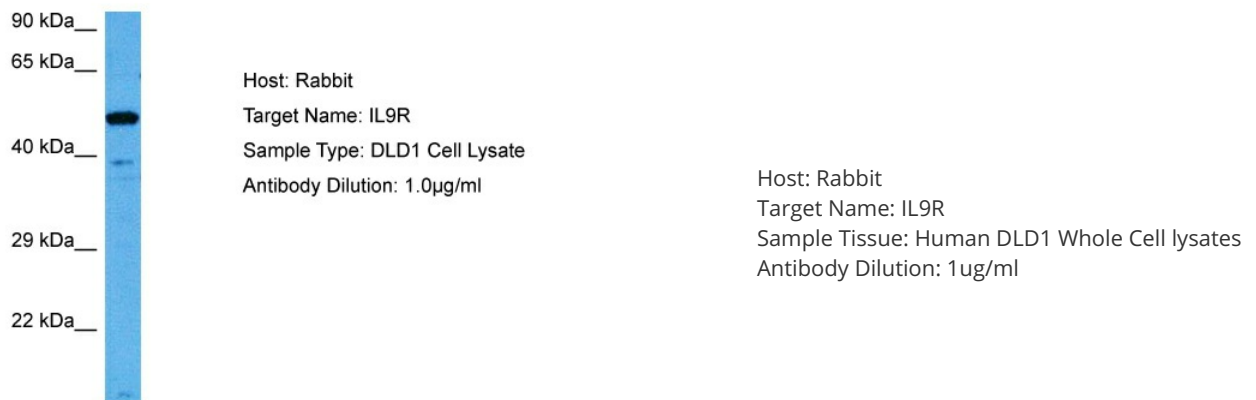 90 kDa__
65 kDa__
40 kDa__
29 kDa__
22 kDa__
Host: Rabbit
Target Name: IL9R
Sample Type: DLD1 Cell Lysate
Antibody Dilution: 1.0µg/ml
Host: Rabbit
Target Name: IL9R
Sample Tissue: Human DLD1 Whole Cell lysates
Antibody Dilution: 1ug/ml